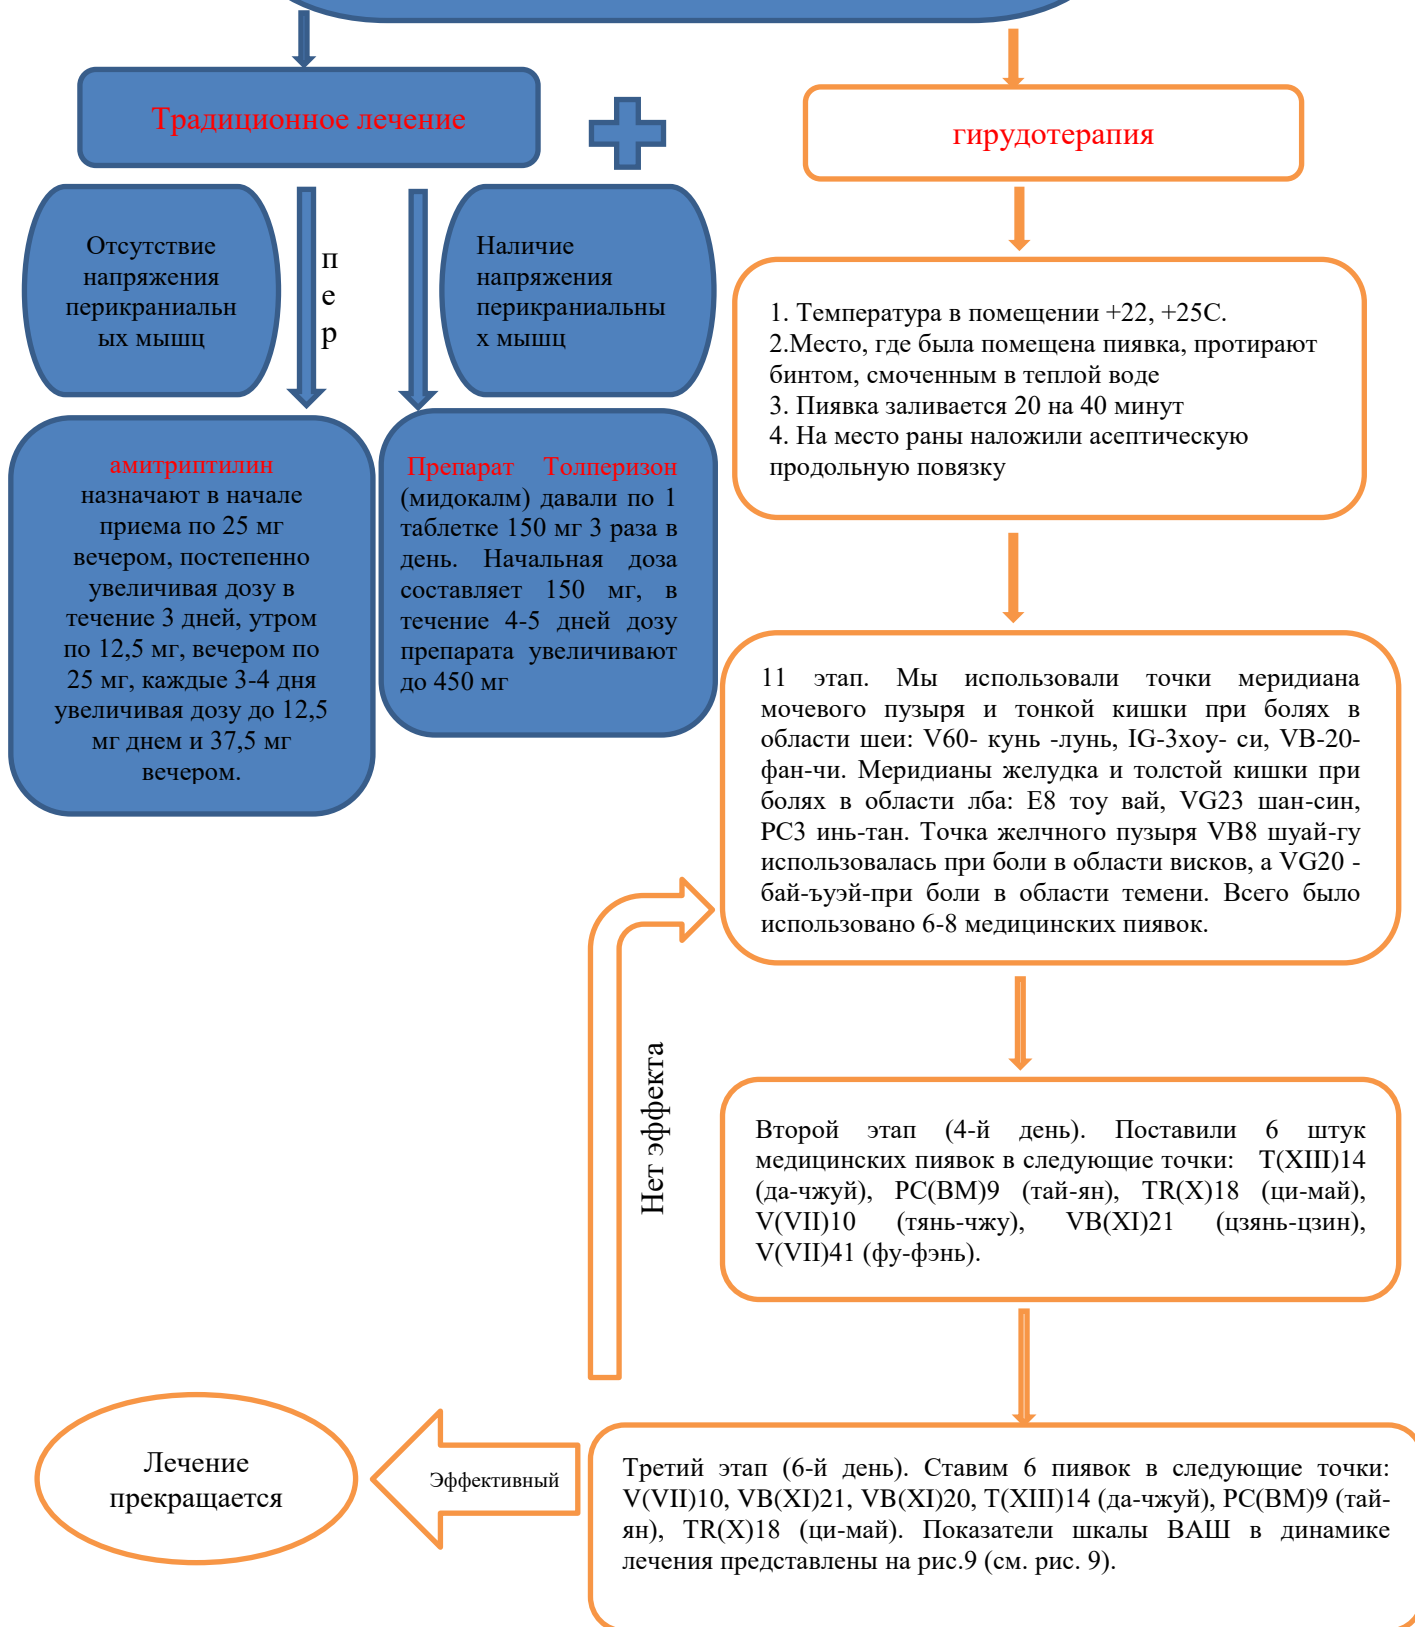 Традиционное лечение
гирудотерапия
Отсутствие
напряжения
перикраниальн
ых мышц
п
е
р
Наличие
напряжения
перикраниальны
х мышц
1. Температура в помещении +22, +25С.
2.Место, где была помещена пиявка, протирают
бинтом, смоченным в теплой воде
3. Пиявка заливается 20 на 40 минут
4. На место раны наложили асептическую
продольную повязку
амитриптилин
назначают в начале
приема по 25 мг
вечером, постепенно
увеличивая дозу в
течение 3 дней, утром
по 12,5 мг, вечером по
25 мг, каждые 3-4 дня
увеличивая дозу до 12,5
мг днем и 37,5 мг
вечером.
Препарат Толперизон
(мидокалм) давали по 1
таблетке 150 мг 3 раза в
день. Начальная доза
составляет 150 мг, в
течение 4-5 дней дозу
препарата увеличивают
до 450 мг
11 этап. Мы использовали точки меридиана
мочевого пузыря и тонкой кишки при болях в
области шеи: V60- кунь -лунь, IG-3хоу- си, VB-20-
фан-чи. Меридианы желудка и толстой кишки при
болях в области лба: E8 тоу вай, VG23 шан-син,
PC3 инь-тан. Точка желчного пузыря VB8 шуай-гу
использовалась при боли в области висков, а VG20 -
бай-ъуэй-при боли в области темени. Всего было
использовано 6-8 медицинских пиявок.
Нет эффекта
Второй этап (4-й день). Поставили 6 штук
медицинских пиявок в следующие точки: T(XIII)14
(да-чжуй), PC(BM)9 (тай-ян), TR(X)18 (ци-май),
V(VII)10 (тянь-чжу), VB(XI)21 (цзянь-цзин),
V(VII)41 (фу-фэнь).
Лечение
прекращается
Эффективный
Третий этап (6-й день). Ставим 6 пиявок в следующие точки:
V(VII)10, VB(XI)21, VB(XI)20, T(XIII)14 (да-чжуй), PC(BM)9 (тай-
ян), TR(X)18 (ци-май). Показатели шкалы ВАШ в динамике
лечения представлены на рис.9 (см. рис. 9).